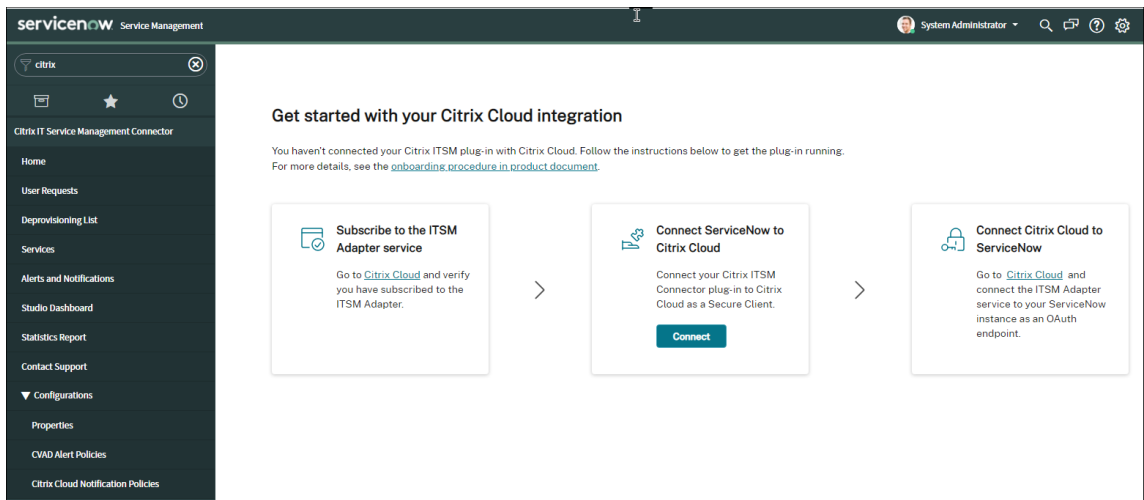 servicenow Service Management
System Administrator
citrix
Citrix IT Service Management Connector
Home
User Requests
Deprovisioning List
Services
Alerts and Notifications
Studio Dashboard
Statistics Report
Contact Support
Configurations
Properties
CVAD Alert Policies
Citrix Cloud Notification Policies
Get started with your Citrix Cloud integration
You haven't connected your Citrix ITSM plug-in with Citrix Cloud. Follow the instructions below to get the plug-in running.
For more details, see the onboarding procedure in product document.
Subscribe to the ITSM
Adapter service
Go to Citrix Cloud and verify
you have subscribed to the
ITSM Adapter.
Connect ServiceNow to
Citrix Cloud
Connect your Citrix ITSM
Connector plug-in to Citrix
Cloud as a Secure Client.
Connect
Connect Citrix Cloud to
ServiceNow
Go to Citrix Cloud and
connect the ITSM Adapter
service to your ServiceNow
instance as an OAuth
endpoint.